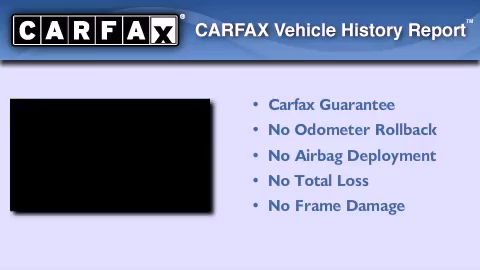 CARFAX® CARFAX Vehicle History Report™
• Carfax Guarantee
• No Odometer Rollback
• No Airbag Deployment
• No Total Loss
• No Frame Damage